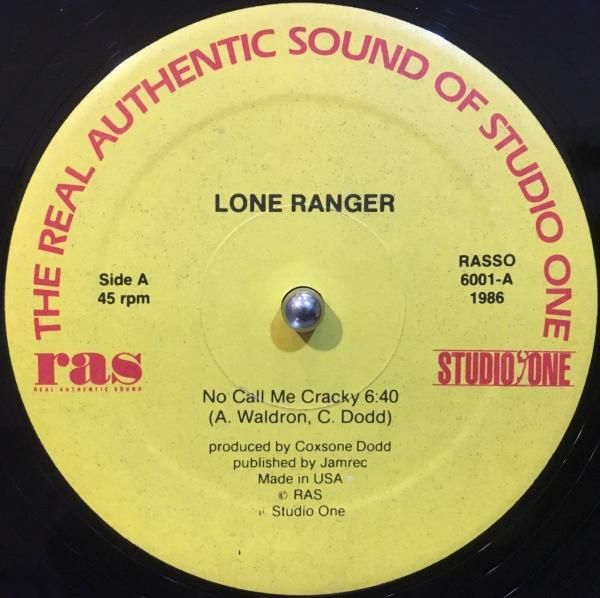 THE REAL AUTHENTIC SOUND OF STUDIO ONE
LONE RANGER
Side A
45 rpm
RASSO
6001-A
1986
ras
REAL AUTHENTIC SOUND
STUDIO ONE
No Call Me Cracky 6:40
(A. Waldron, C. Dodd)
produced by Coxsone Dodd
published by Jamrec
Made in USA
© RAS
Studio One